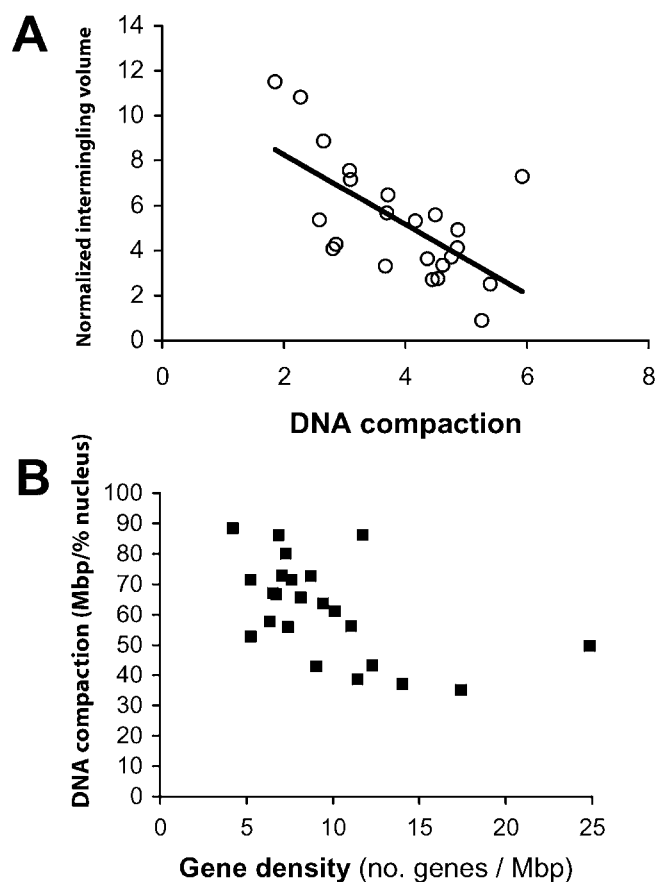 A
Normalized intermingling volume
14
12
10
8
6
4
2
0
0 2 4 6 8
DNA compaction
B
DNA compaction (Mbp/% nucleus)
100
90
80
70
60
50
40
30
20
10
0
0 5 10 15 20 25
Gene density (no. genes / Mbp)